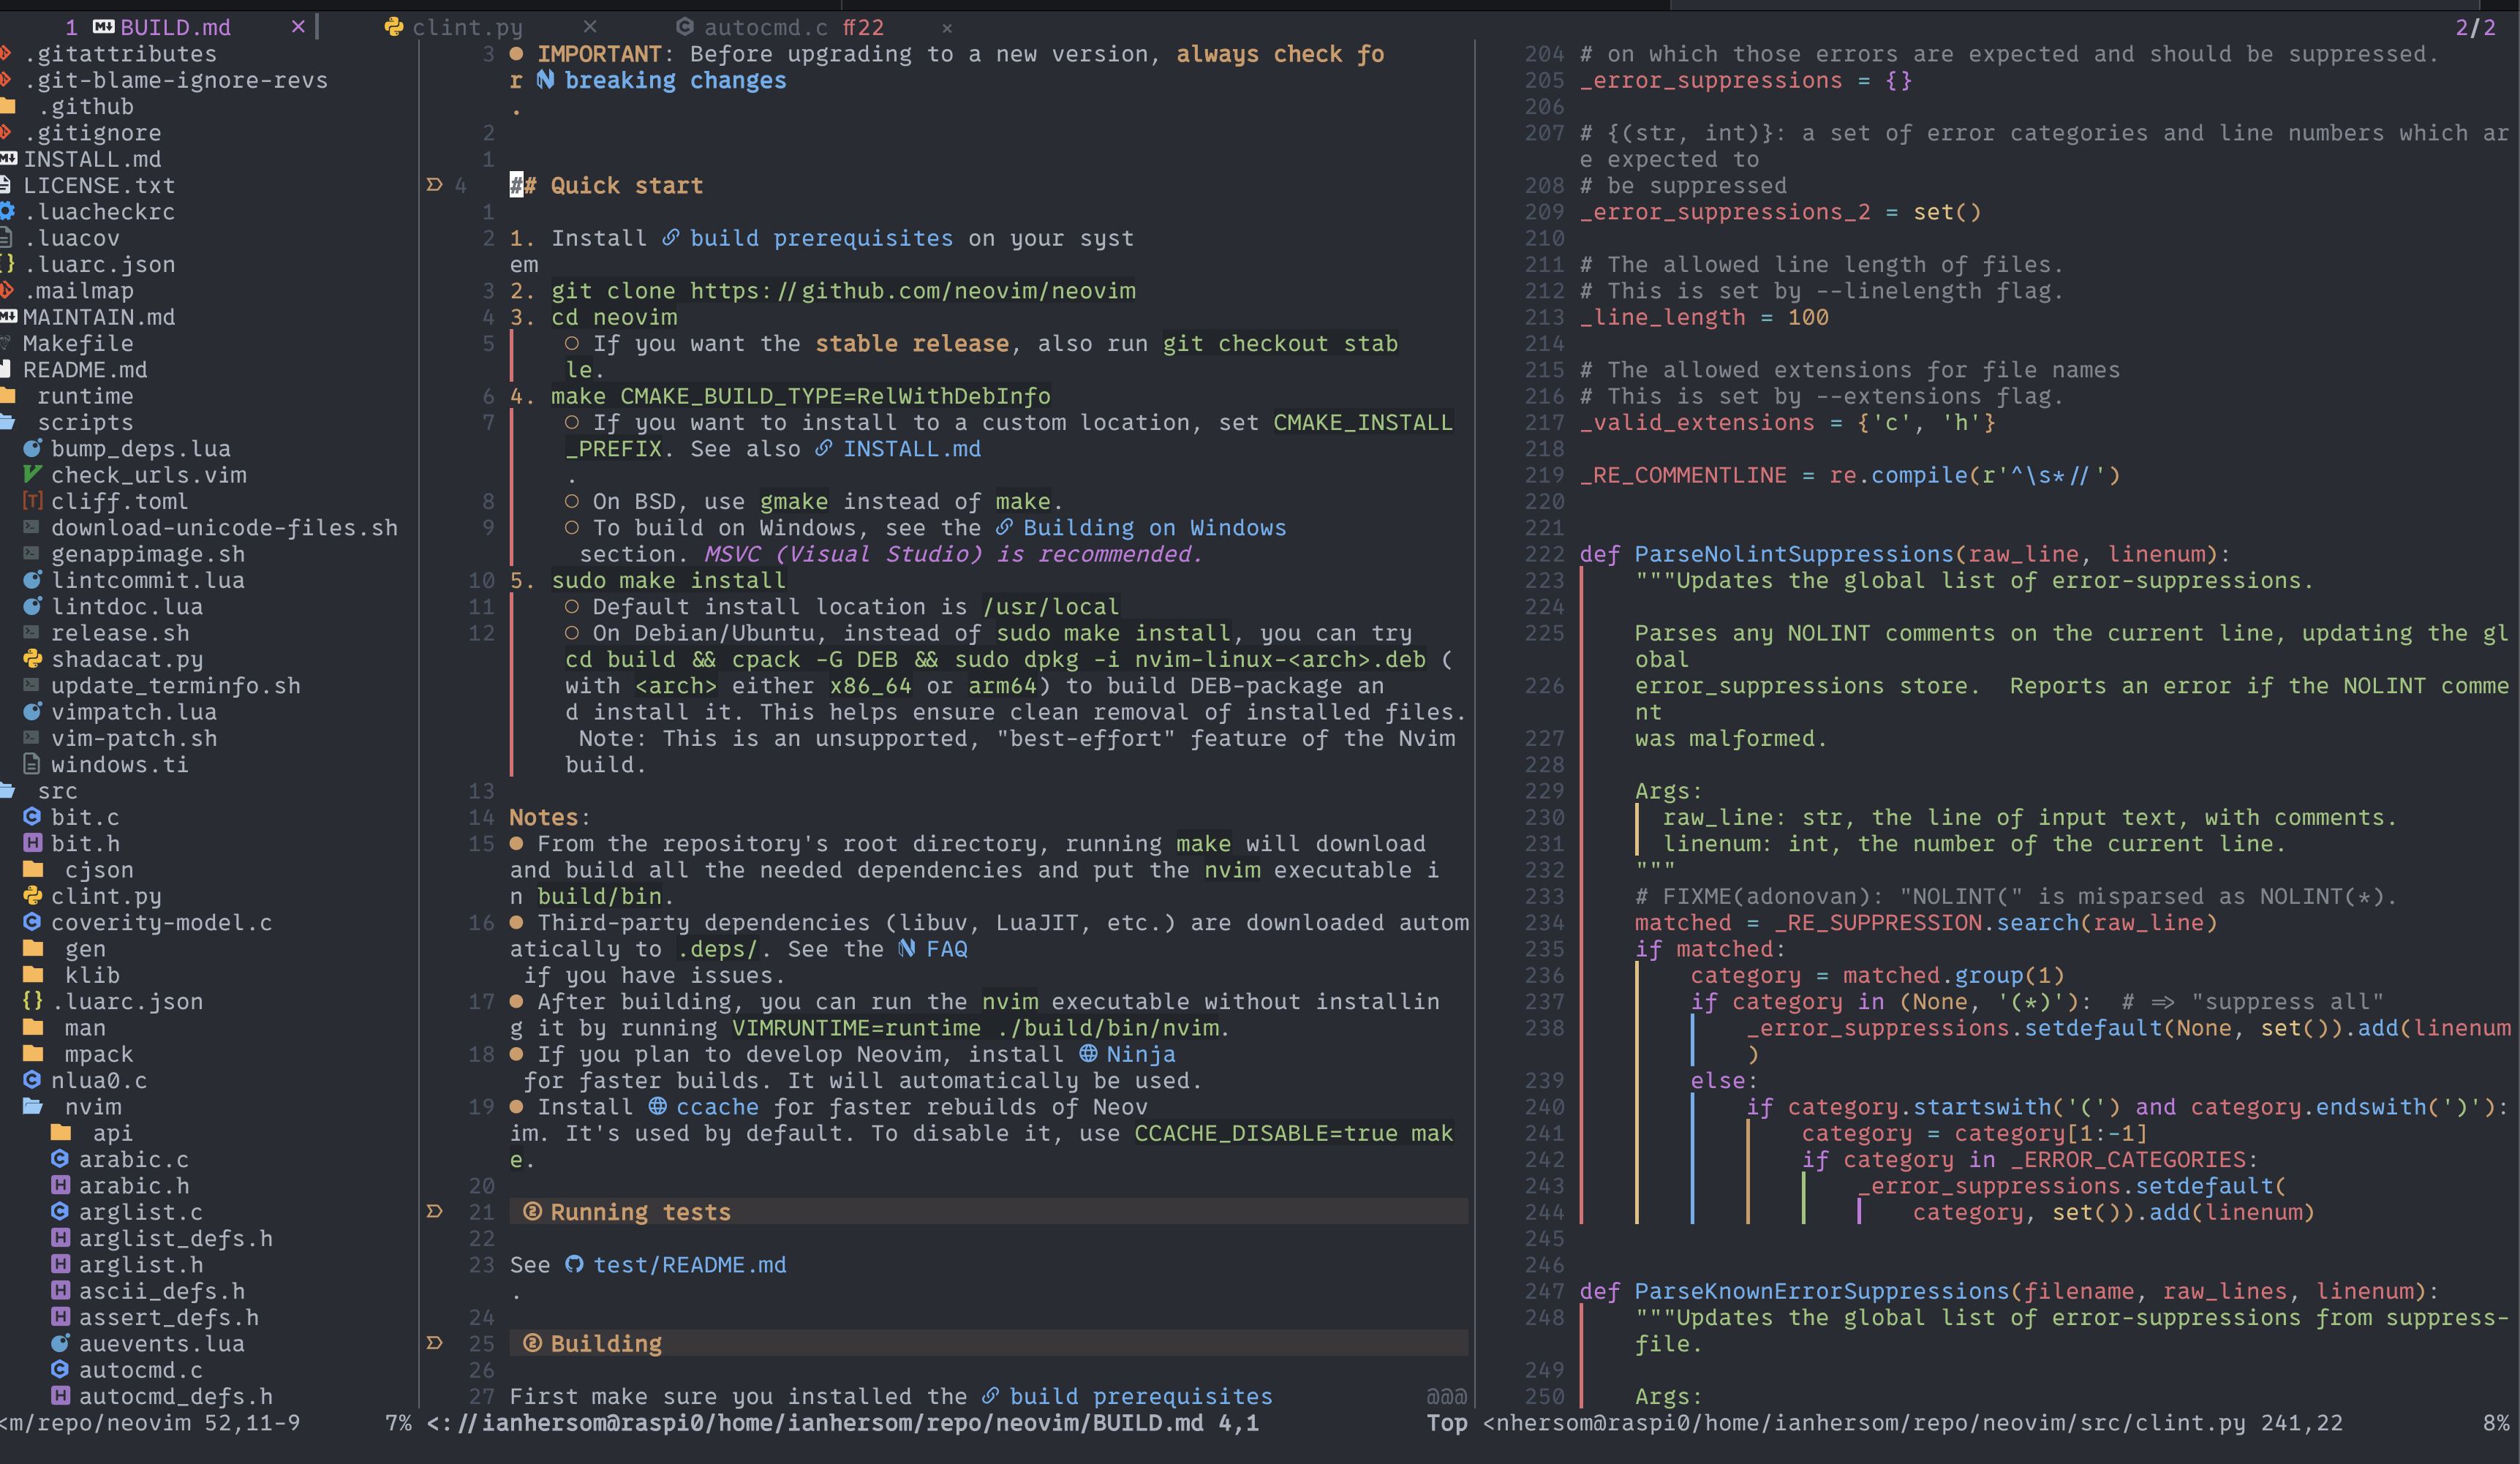 1 BUILD.md × clint.py × autocmd.c ff22 × 2/2
.gitattributes
.git-blame-ignore-revs
.github
.gitignore
INSTALL.md
LICENSE.txt
.luacheckrc
.luacov
.luarc.json
.mailmap
MAINTAIN.md
Makefile
README.md
runtime
scripts
bump_deps.lua
check_urls.vim
cliff.toml
download-unicode-files.sh
genappimage.sh
lintcommit.lua
lintdoc.lua
release.sh
shadacat.py
update_terminfo.sh
vimpatch.lua
vim-patch.sh
windows.ti
src
bit.c
bit.h
cjson
clint.py
coverity-model.c
gen
klib
.luarc.json
man
mpack
nlua0.c
nvim
api
arabic.c
arabic.h
arglist.c
arglist_defs.h
arglist.h
ascii_defs.h
assert_defs.h
auevents.lua
autocmd.c
autocmd_defs.h
<m/repo/neovim 52,11-9 7%
3 ● IMPORTANT: Before upgrading to a new version, always check fo
r breaking changes
.
2
1
4 ## Quick start
1
2 1. Install build prerequisites on your syst
em
3 2. git clone https://github.com/neovim/neovim
4 3. cd neovim
5 ○ If you want the stable release, also run git checkout stab
le.
6 4. make CMAKE_BUILD_TYPE=RelWithDebInfo
7 ○ If you want to install to a custom location, set CMAKE_INSTALL
_PREFIX. See also INSTALL.md
.
8 ○ On BSD, use gmake instead of make.
9 ○ To build on Windows, see the Building on Windows
section. MSVC (Visual Studio) is recommended.
10 5. sudo make install
11 ○ Default install location is /usr/local
12 ○ On Debian/Ubuntu, instead of sudo make install, you can try
cd build && cpack -G DEB && sudo dpkg -i nvim-linux-<arch>.deb (
with <arch> either x86_64 or arm64) to build DEB-package an
d install it. This helps ensure clean removal of installed files.
Note: This is an unsupported, "best-effort" feature of the Nvim
build.
13
14 Notes:
15 ● From the repository's root directory, running make will download
and build all the needed dependencies and put the nvim executable i
n build/bin.
16 ● Third-party dependencies (libuv, LuaJIT, etc.) are downloaded autom
atically to .deps/. See the FAQ
if you have issues.
17 ● After building, you can run the nvim executable without installin
g it by running VIMRUNTIME=runtime ./build/bin/nvim.
18 ● If you plan to develop Neovim, install Ninja
for faster builds. It will automatically be used.
19 ● Install ccache for faster rebuilds of Neov
im. It's used by default. To disable it, use CCACHE_DISABLE=true mak
e.
20
21 ② Running tests
22
23 See test/README.md
.
24
25 ② Building
26
27 First make sure you installed the build prerequisites @@@
<://ianhersom@raspi0/home/ianhersom/repo/neovim/BUILD.md 4,1 Top
204 # on which those errors are expected and should be suppressed.
205 _error_suppressions = {}
206
207 # {(str, int)}: a set of error categories and line numbers which ar
e expected to
208 # be suppressed
209 _error_suppressions_2 = set()
210
211 # The allowed line length of files.
212 # This is set by --linelength flag.
213 _line_length = 100
214
215 # The allowed extensions for file names
216 # This is set by --extensions flag.
217 _valid_extensions = {'c', 'h'}
218
219 _RE_COMMENTLINE = re.compile(r'^\s*//')
220
221
222 def ParseNolintSuppressions(raw_line, linenum):
223 """Updates the global list of error-suppressions.
224
225 Parses any NOLINT comments on the current line, updating the gl
obal
226 error_suppressions store.  Reports an error if the NOLINT comme
nt
227 was malformed.
228
229 Args:
230 raw_line: str, the line of input text, with comments.
231 linenum: int, the number of the current line.
232 """
233 # FIXME(adonovan): "NOLINT(" is misparsed as NOLINT(*).
234 matched = _RE_SUPPRESSION.search(raw_line)
235 if matched:
236 category = matched.group(1)
237 if category in (None, '(*)'):  # => "suppress all"
238 _error_suppressions.setdefault(None, set()).add(linenum
)
239 else:
240 if category.startswith('(') and category.endswith(')'):
241 category = category[1:-1]
242 if category in _ERROR_CATEGORIES:
243 _error_suppressions.setdefault(
244 category, set()).add(linenum)
245
246
247 def ParseKnownErrorSuppressions(filename, raw_lines, linenum):
248 """Updates the global list of error-suppressions from suppress-
file.
249
250 Args:
<nhersom@raspi0/home/ianhersom/repo/neovim/src/clint.py 241,22 8%